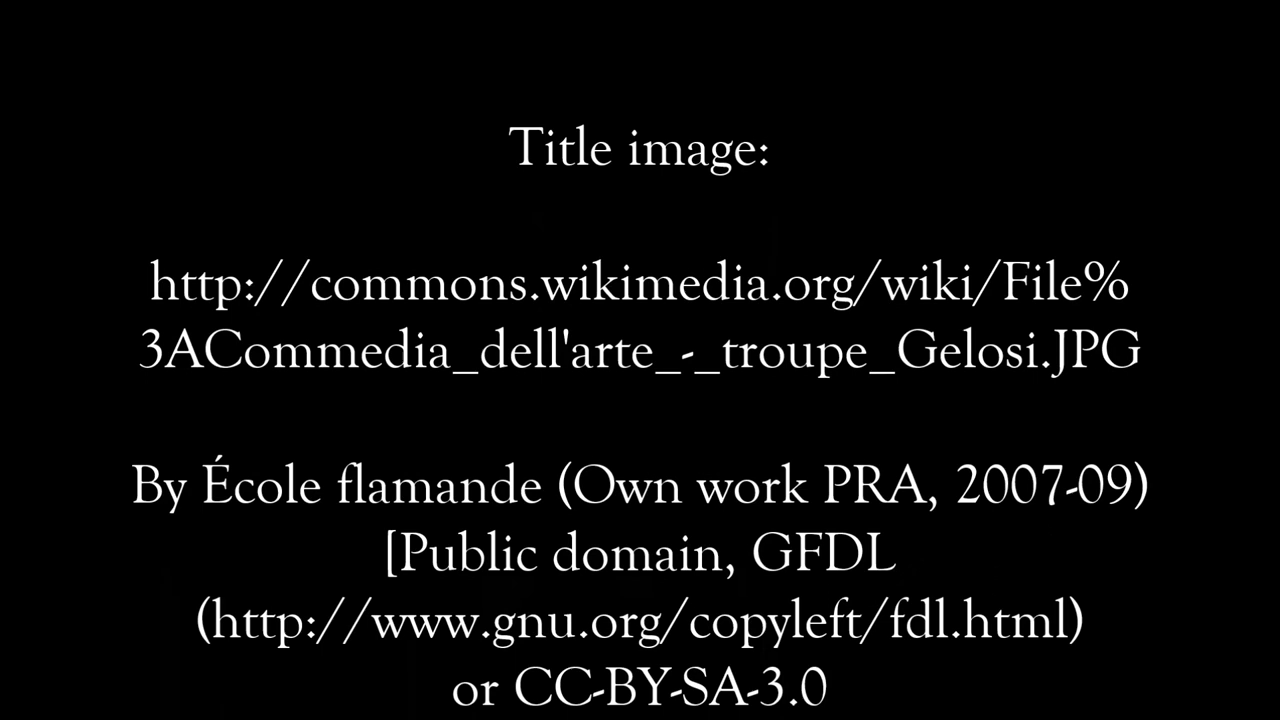 Title image:
http://commons.wikimedia.org/wiki/File%
3ACommedia_dell'arte_-_troupe_Gelosi.JPG
By École flamande (Own work PRA, 2007-09)
[Public domain, GFDL
(http://www.gnu.org/copyleft/fdl.html)
or CC-BY-SA-3.0